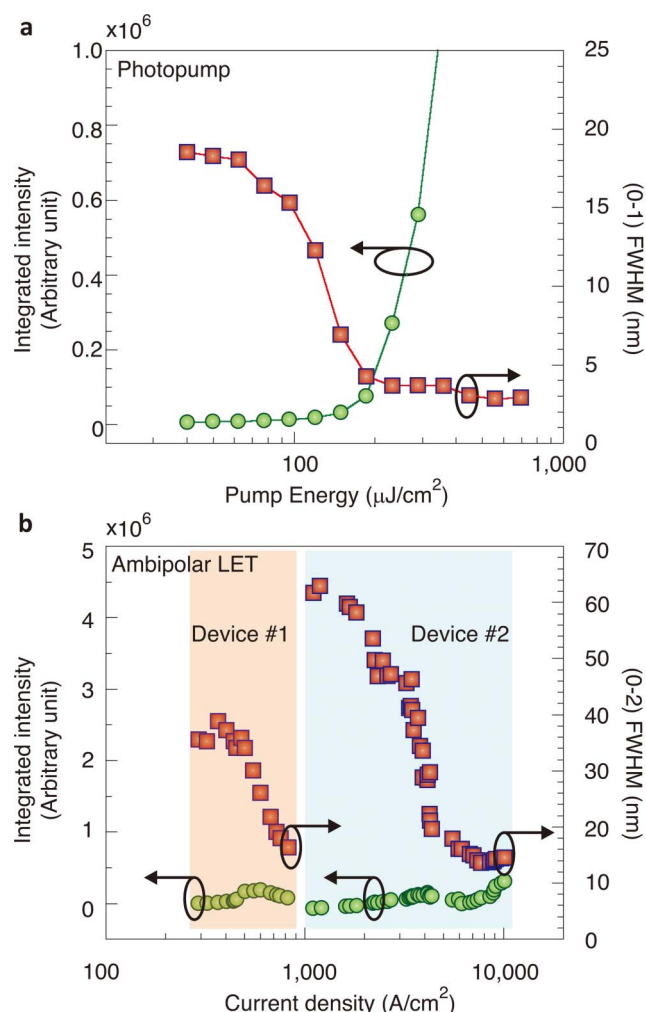 a
x10⁶
1.0
0.8
0.6
0.4
0.2
0
Integrated intensity
(Arbitrary unit)
Photopump
25
20
15
10
5
0
(0-1) FWHM
(nm)
100
1,000
Pump Energy (μJ/cm²)
b
x10⁶
5
4
3
2
1
0
Integrated intensity
(Arbitrary unit)
Ambipolar LET
Device #1
Device #2
70
60
50
40
30
20
10
0
(0-2) FWHM
(nm)
100
1,000
10,000
Current density (A/cm²)